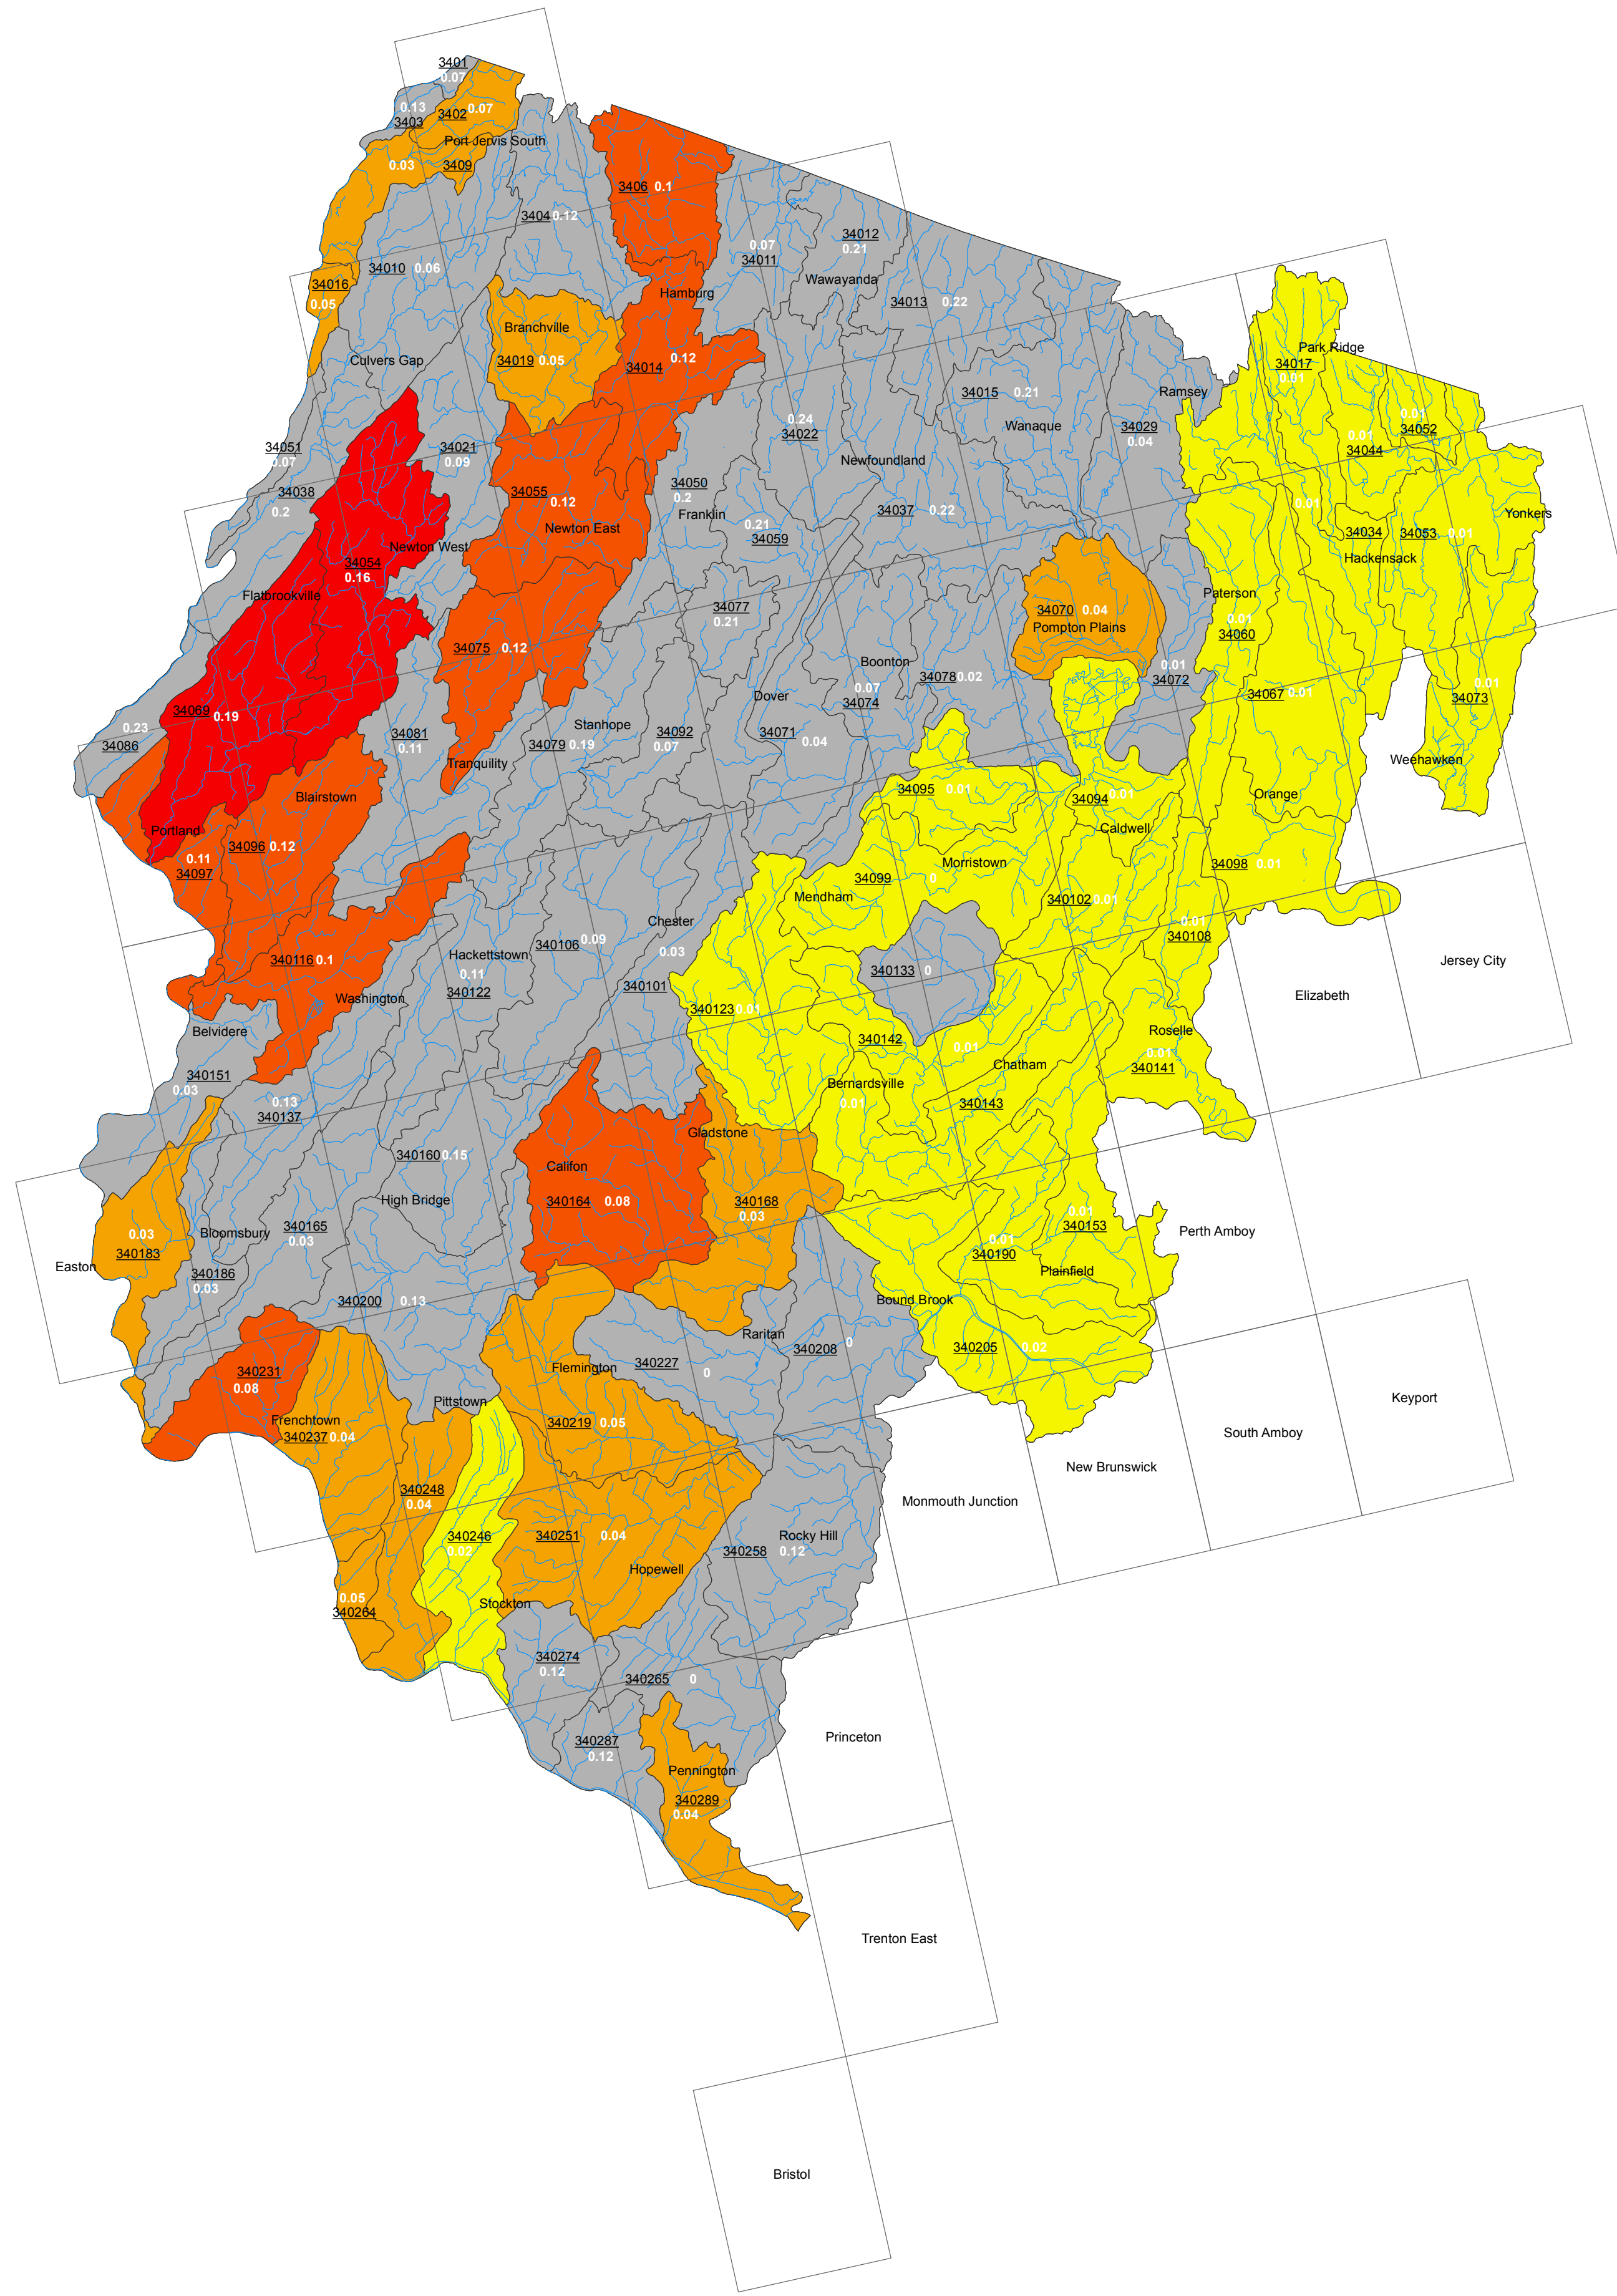 3401
0.07
0.13
3402 0.07
3403
Port Jervis South
0.03 3409
3406 0.1
3404 0.12
34012
0.21
0.07
34011
34010 0.06
Wawayanda
34016
0.05
Hamburg
34013 0.22
Branchville
34019 0.05
Culvers Gap
34014 0.12
Park Ridge
34017
0.01
Ramsey
34015 0.21
Wanaque
34029
0.04
0.01
34052
0.24
34022
0.01
34044
34051
0.07
34021
0.09
Newfoundland
34038
0.2
34055 0.12
34050
0.2
Franklin
0.01
34037 0.22
Yonkers
0.21
34059
Newton East
34034 34053 0.01
Hackensack
Newton West
34054
0.16
Flatbrookville
Paterson
34077
0.21
34070 0.04
Pompton Plains
0.01
34060
34075 0.12
Boonton
0.07
34074
34078 0.02
0.01
34072
Dover
34067 0.01
0.01
34073
34069 0.19
Stanhope
0.23
34086
34081
0.11
34079 0.19
34092
0.07
34071 0.04
Tranquility
Weehawken
Blairstown
34095 0.01
34094 0.01
Orange
Portland
34096 0.12
Caldwell
0.11
34097
Morristown
34098 0.01
34099 0
Mendham
340102 0.01
Chester
0.01
340108
340106 0.09
Hackettstown
0.03
340116 0.1
0.11
340122
340133 0
Jersey City
340101
Elizabeth
Washington
340123 0.01
Belvidere
340142
0.01
Roselle
0.01
340141
Chatham
340151
0.03
Bernardsville
0.01
0.13
340137
340143
Gladstone
340160 0.15
Califon
340164 0.08
High Bridge
340168
0.03
0.01
340153
Perth Amboy
Bloomsbury
340165
0.03
0.03
340183
0.01
340190
Easton
340186
0.03
Plainfield
340200 0.13
Bound Brook
Raritan
340208 0
340205 0.02
340227 0
Flemington
340231
0.08
Keyport
Pittstown
Frenchtown
340237 0.04
340219 0.05
South Amboy
New Brunswick
340248
0.04
Monmouth Junction
340246
0.02
340251 0.04
Rocky Hill
340258 0.12
Hopewell
0.05
340264
Stockton
340274
0.12
340265 0
Princeton
340287
0.12
Pennington
340289
0.04
Trenton East
Bristol